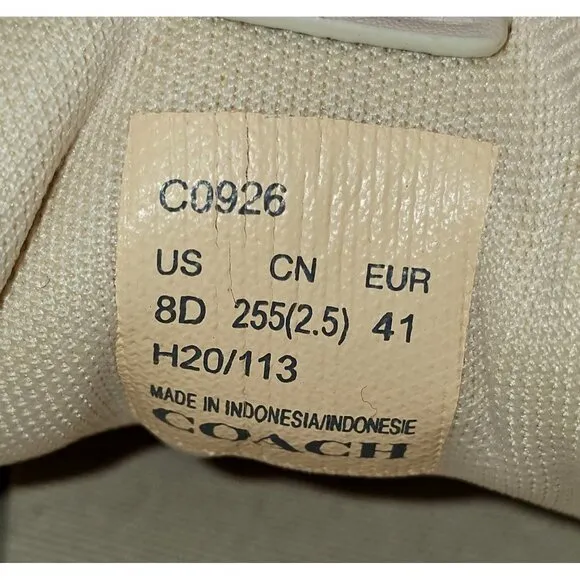 C0926
US CN EUR
8D 255(2.5) 41
H20/113
MADE IN INDONESIA/INDONESIE
COACH